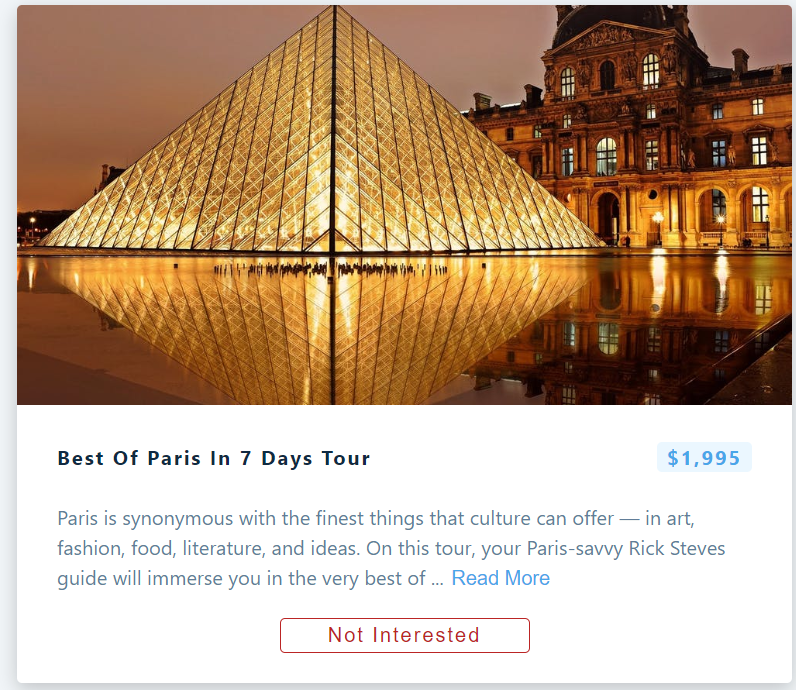 Best Of Paris In 7 Days Tour
$1,995
Paris is synonymous with the finest things that culture can offer — in art,
fashion, food, literature, and ideas. On this tour, your Paris-savvy Rick Steves
guide will immerse you in the very best of ... Read More
Not Interested